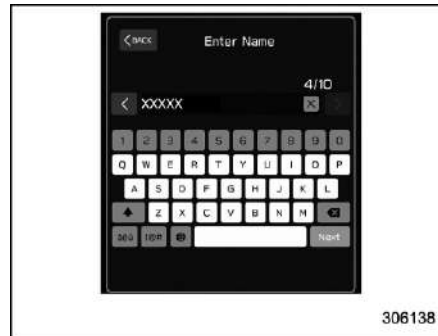 BACK Enter Name
4/10
XXXXX
1 2 3 4 5 6 7 8 9 0
Q W E R T Y U I O P
A S D F G H J K L
Z X C V B N M
!@# Next
306138